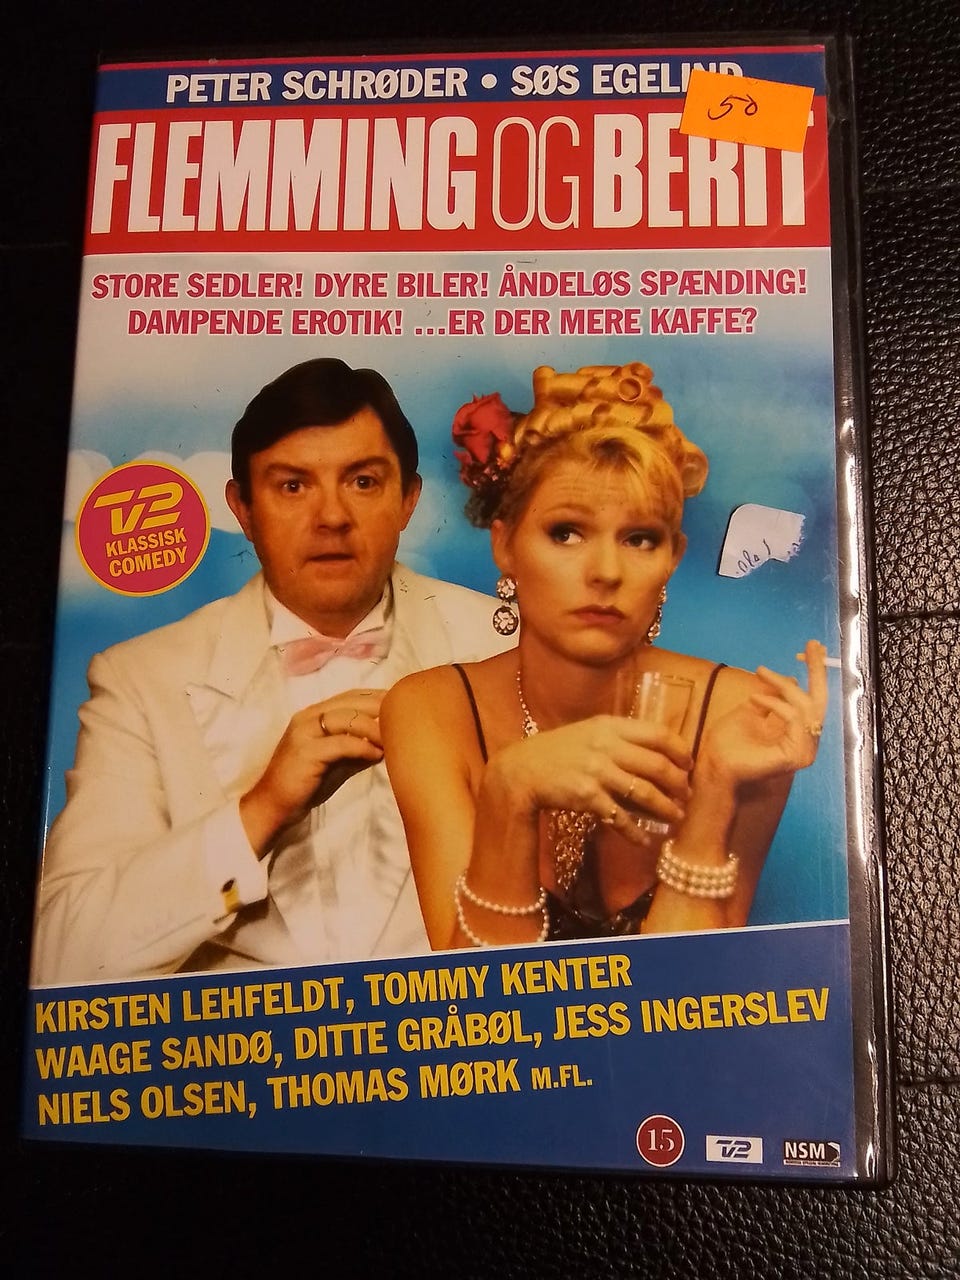 PETER SCHRØDER • SØS EGELIND
50
FLEMMING OG BERIT
STORE SEDLER! DYRE BILER! ÅNDELØS SPÆNDING!
DAMPENDE EROTIK! ...ER DER MERE KAFFE?
TV2
KLASSISK
COMEDY
KIRSTEN LEHFELDT, TOMMY KENTER
WAAGE SANDØ, DITTE GRÅBØL, JESS INGERSLEV
NIELS OLSEN, THOMAS MØRK M.FL.
15
TV2
NSM